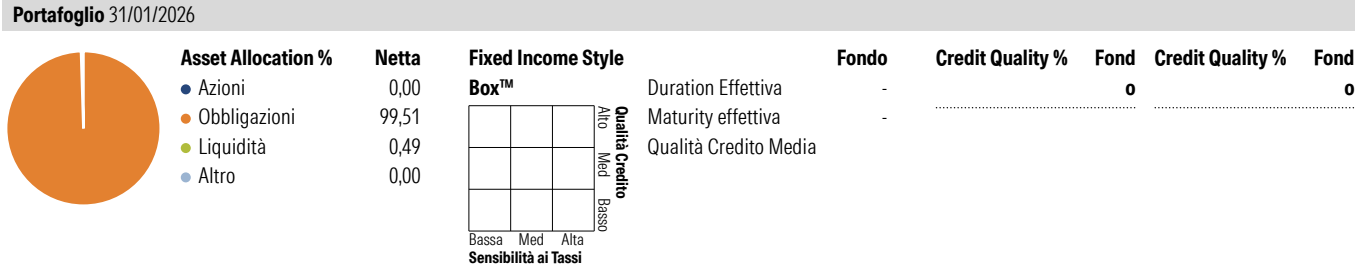 Portafoglio 31/01/2026
Asset Allocation % Netta
Azioni 0,00
Obbligazioni 99,51
Liquidità 0,49
Altro 0,00
Fixed Income Style
Box™
Alto Med Basso
Qualità Credito
Bassa Med Alta
Sensibilità ai Tassi
Fondo
Duration Effettiva -
Maturity effettiva -
Qualità Credito Media
Credit Quality % Fond
o
Credit Quality % Fond
o